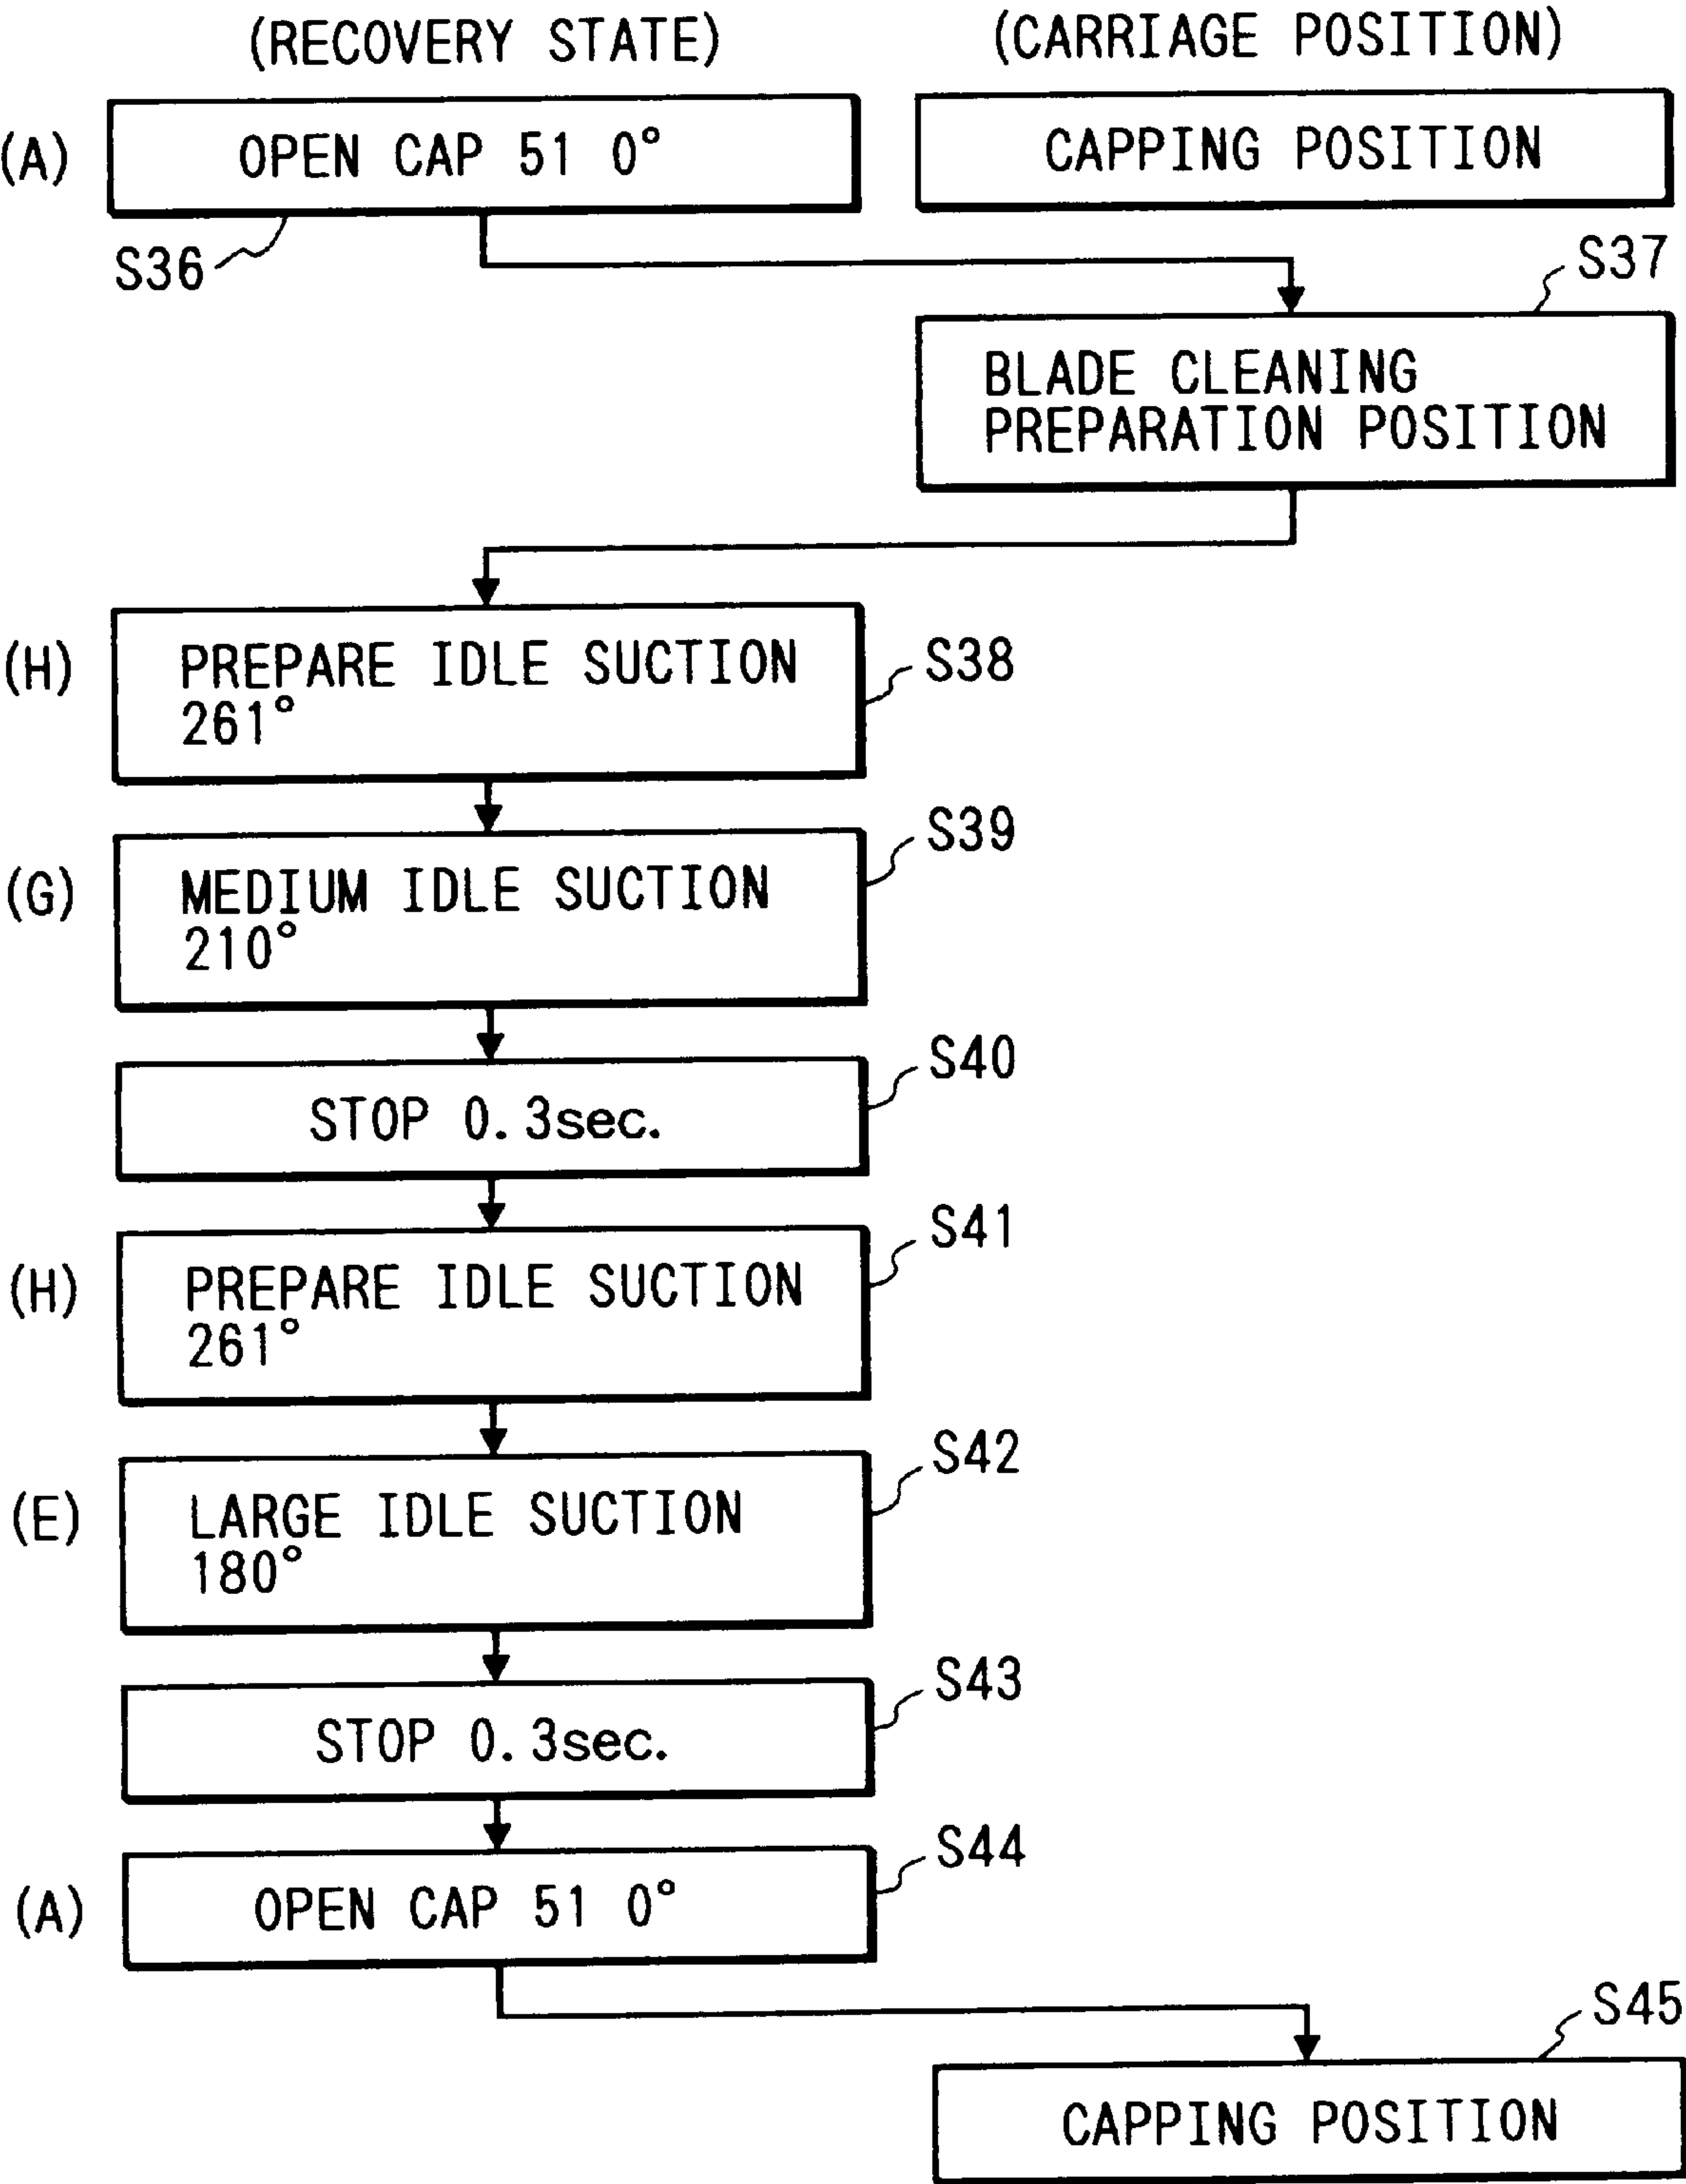 (RECOVERY STATE)
(CARRIAGE POSITION)
(A)
OPEN CAP 51 0°
CAPPING POSITION
S36
S37
BLADE CLEANING
PREPARATION POSITION
(H)
PREPARE IDLE SUCTION
261°
S38
(G)
MEDIUM IDLE SUCTION
210°
S39
STOP 0.3sec.
S40
(H)
PREPARE IDLE SUCTION
261°
S41
(E)
LARGE IDLE SUCTION
180°
S42
STOP 0.3sec.
S43
(A)
OPEN CAP 51 0°
S44
S45
CAPPING POSITION